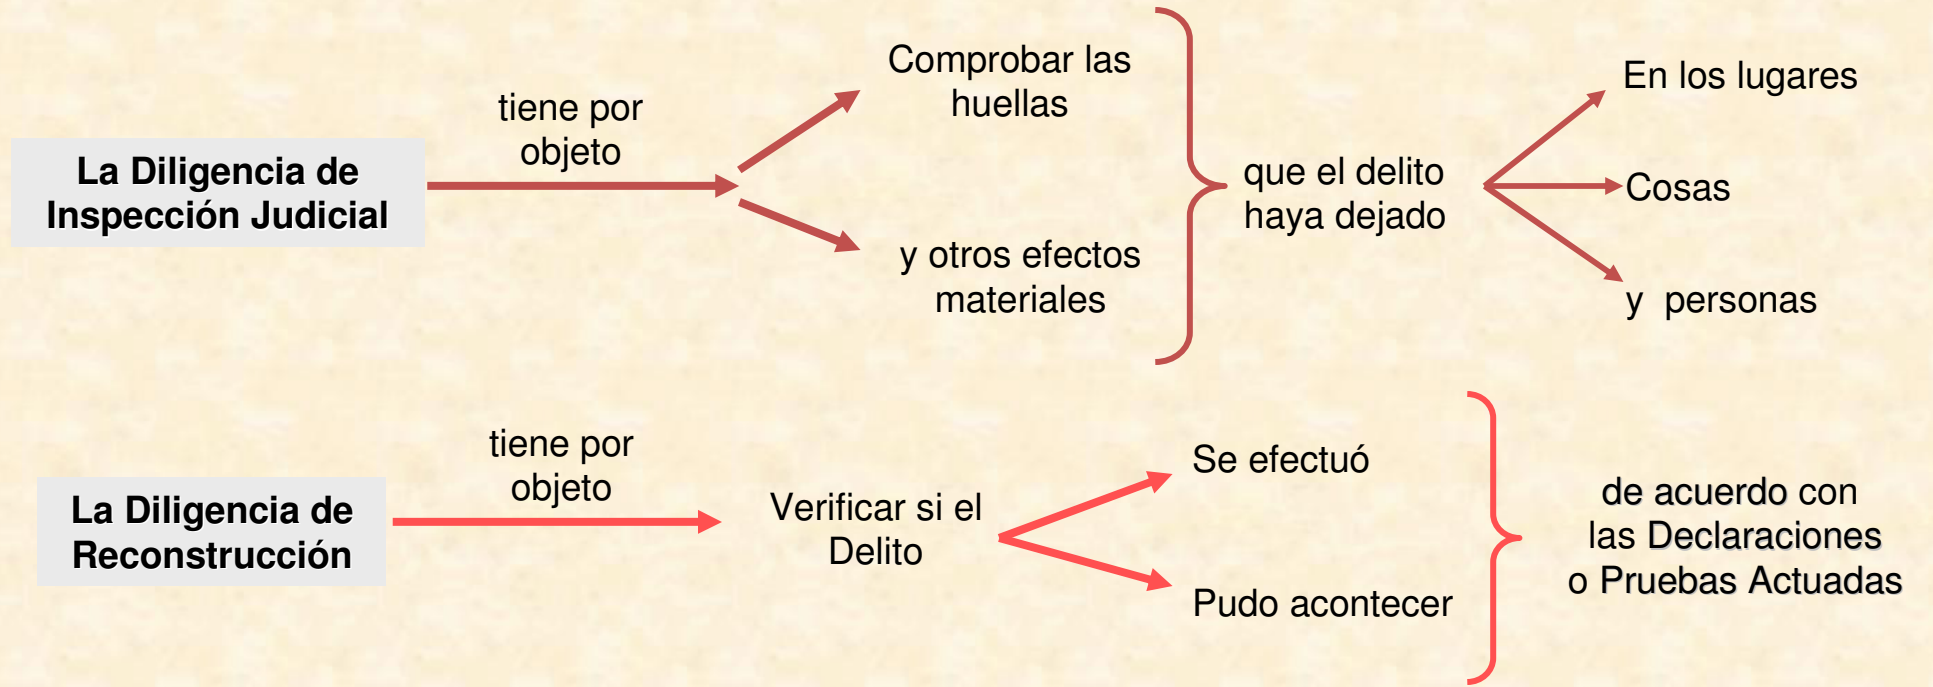 La Diligencia de
Inspección Judicial
tiene por
objeto
Comprobar las
huellas
y otros efectos
materiales
que el delito
haya dejado
En los lugares
Cosas
y personas
La Diligencia de
Reconstrucción
tiene por
objeto
Verificar si el
Delito
Se efectuó
Pudo acontecer
de acuerdo con
las Declaraciones
o Pruebas Actuadas